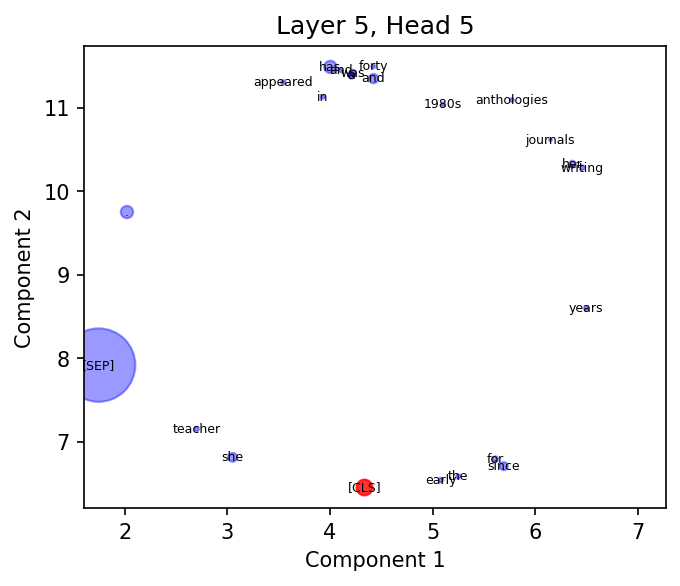 Layer 5, Head 5
has
and
was
forty
and
appeared
in
1980s
anthologies
journals
her
writing
.
years
[SEP]
teacher
she
[CLS]
early
the
for
since
11
10
9
8
7
2
3
4
5
6
7
Component 1
Component 2